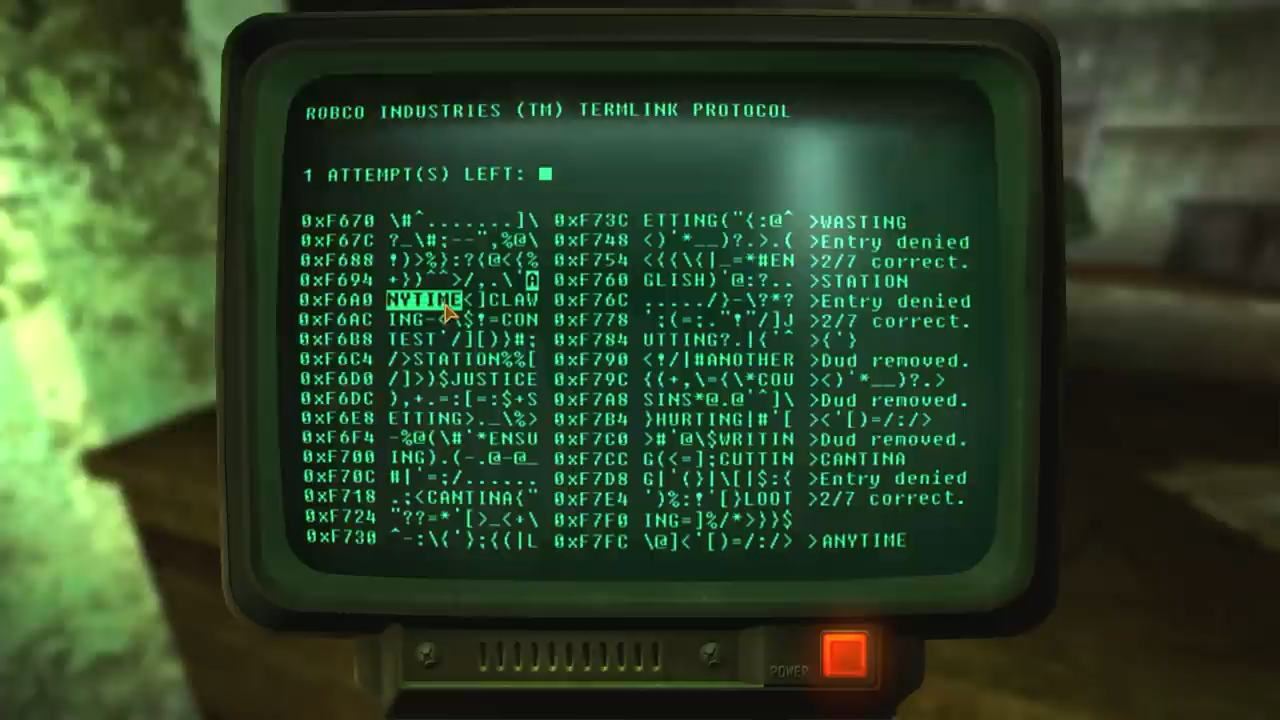 ROBCO INDUSTRIES (TM) TERMLINK PROTOCOL
1 ATTEMPT(S) LEFT:
0xF670 \#^.......]\
0xF67C ?_\#;--",%@\
0xF688 !)>%}:?{@<{%
0xF694 +})^^>/,.\'A
0xF6A0 NYTIME<]CLAW
0xF6AC ING-<\$!=CON
0xF6B8 TEST'/][)}#;
0xF6C4 />STATION%%[
0xF6D0 /]>)$JUSTICE
0xF6DC ),+.=:[=:$+S
0xF6E8 ETTING>._\%>
0xF6F4 -%@(\#'*ENSU
0xF700 ING).(-.@-@_
0xF70C #|'=;/......
0xF718 .;<CANTINA{"
0xF724 "??=*'[>_<+\
0xF730 ^-:\{'};{(|L
0xF73C ETTING("{:@^
0xF748 <)'*__)?.>.(
0xF754 <{{\{|_=*#EN
0xF760 GLISH)'@:?..
0xF76C ...../}-\?*?
0xF778 ';(=;."!"/]J
0xF784 UTTING?.|{^^
0xF790 <!/|#ANOTHER
0xF79C {(+,\={\*COU
0xF7A8 SINS*@.@'^]\
0xF7B4 }HURTING|#'[
0xF7C0 >#'@\$WRITIN
0xF7CC G(<=];CUTTIN
0xF7D8 G|'(}|\[|$:{
0xF7E4 ')%:!'[}LOOT
0xF7F0 ING=]%/*>}}$
0xF7FC \@]<'[)=/:/>
>WASTING
>Entry denied
>2/7 correct.
>STATION
>Entry denied
>2/7 correct.
>{'}
>Dud removed.
><)'*__)?.>
>Dud removed.
><'[)=/:/>
>Dud removed.
>CANTINA
>Entry denied
>2/7 correct.
>ANYTIME
POWER